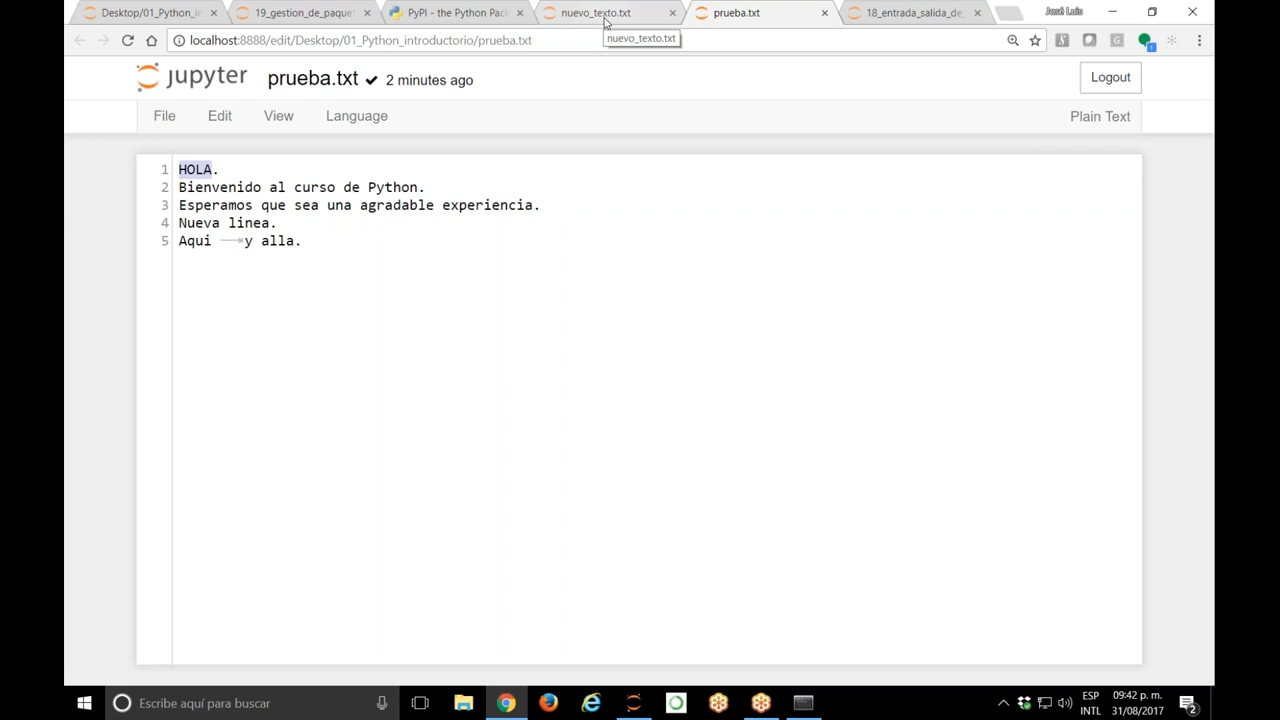 Desktop/01_Python_in
19_gestion_de_paque
PyPI - the Python Pack
nuevo_texto.txt
prueba.txt
18_entrada_salida_de_
José Luis
localhost:8888/edit/Desktop/01_Python_introductorio/prueba.txt
nuevo_texto.txt
1
jupyter
prueba.txt
2 minutes ago
Logout
File
Edit
View
Language
Plain Text
1 HOLA.
2 Bienvenido al curso de Python.
3 Esperamos que sea una agradable experiencia.
4 Nueva linea.
5 Aqui y alla.
Escribe aquí para buscar
ESP
INTL
09:42 p. m.
31/08/2017
2